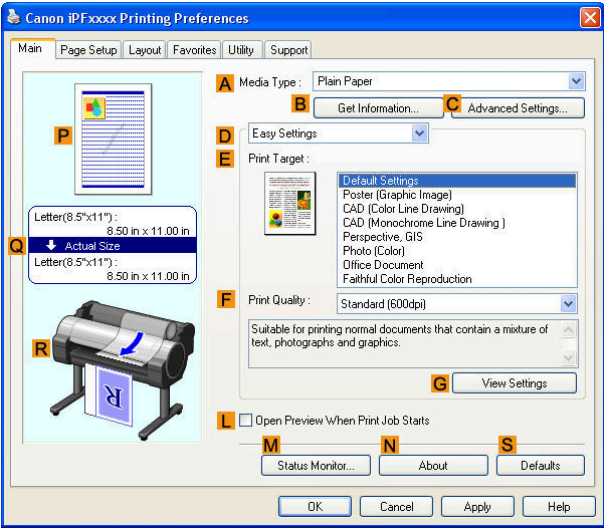 Canon iPFxxxx Printing Preferences
Main
Page Setup
Layout
Favorites
Utility
Support
A
Media Type :
Plain Paper
B
Get Information...
C
Advanced Settings...
P
D
Easy Settings
E
Print Target :
Default Settings
Poster (Graphic Image)
CAD (Color Line Drawing)
CAD (Monochrome Line Drawing )
Perspective, GIS
Photo (Color)
Office Document
Faithful Color Reproduction
Letter(8.5"x11") :
8.50 in x 11.00 in
Q
Actual Size
Letter(8.5"x11") :
8.50 in x 11.00 in
F
Print Quality :
Standard (600dpi)
Suitable for printing normal documents that contain a mixture of
text, photographs and graphics.
R
R
G
View Settings
L
Open Preview When Print Job Starts
M
Status Monitor...
N
About
S
Defaults
OK
Cancel
Apply
Help